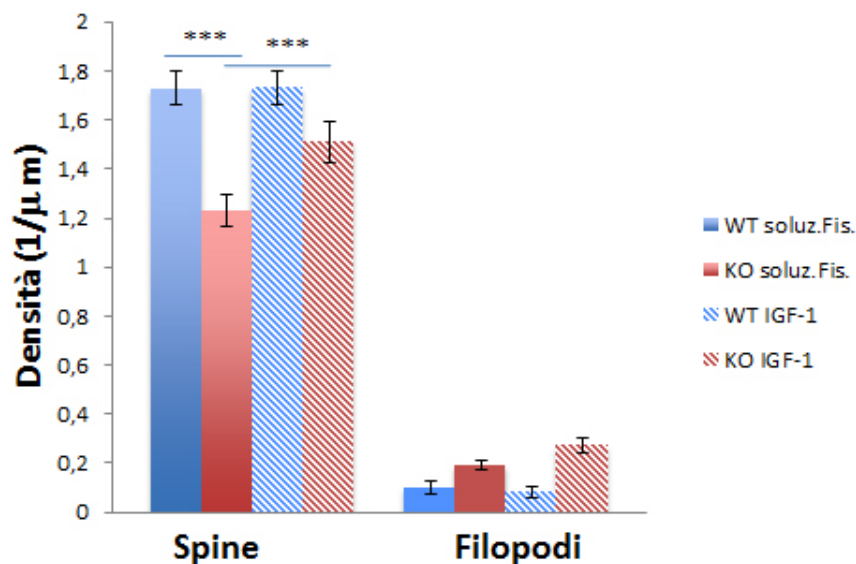 2
1,8
1,6
1,4
1,2
1
0,8
0,6
0,4
0,2
0
Densità (1/μm)
*** ***
Spine Filopodi
WT soluz.Fis.
KO soluz.Fis.
WT IGF-1
KO IGF-1